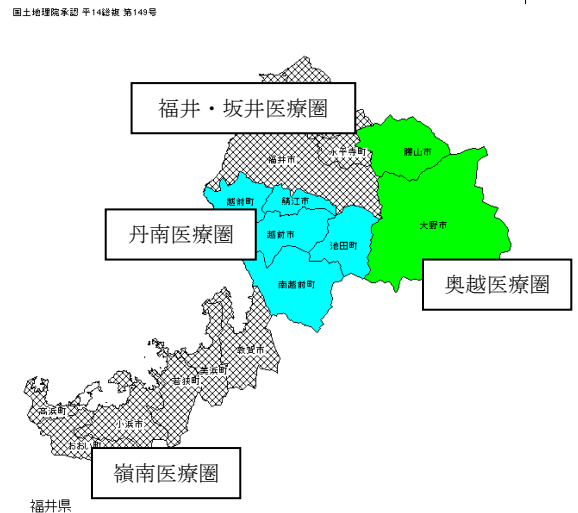 国土地理院承認 平14総複 第149号
福井・坂井医療圏
永平寺町
勝山市
福井市
越前町
鯖江市
大野市
丹南医療圏
越前市
池田町
奥越医療圏
南越前町
敦賀市
美浜町
若狭町
高浜町
小浜市
おおい町
嶺南医療圏
福井県